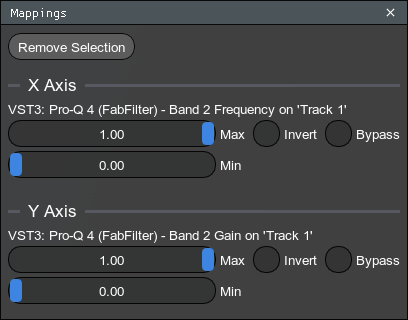 Mappings
Remove Selection
X Axis
VST3: Pro-Q 4 (FabFilter) - Band 2 Frequency on 'Track 1'
1.00 Max Invert Bypass
0.00 Min
Y Axis
VST3: Pro-Q 4 (FabFilter) - Band 2 Gain on 'Track 1'
1.00 Max Invert Bypass
0.00 Min